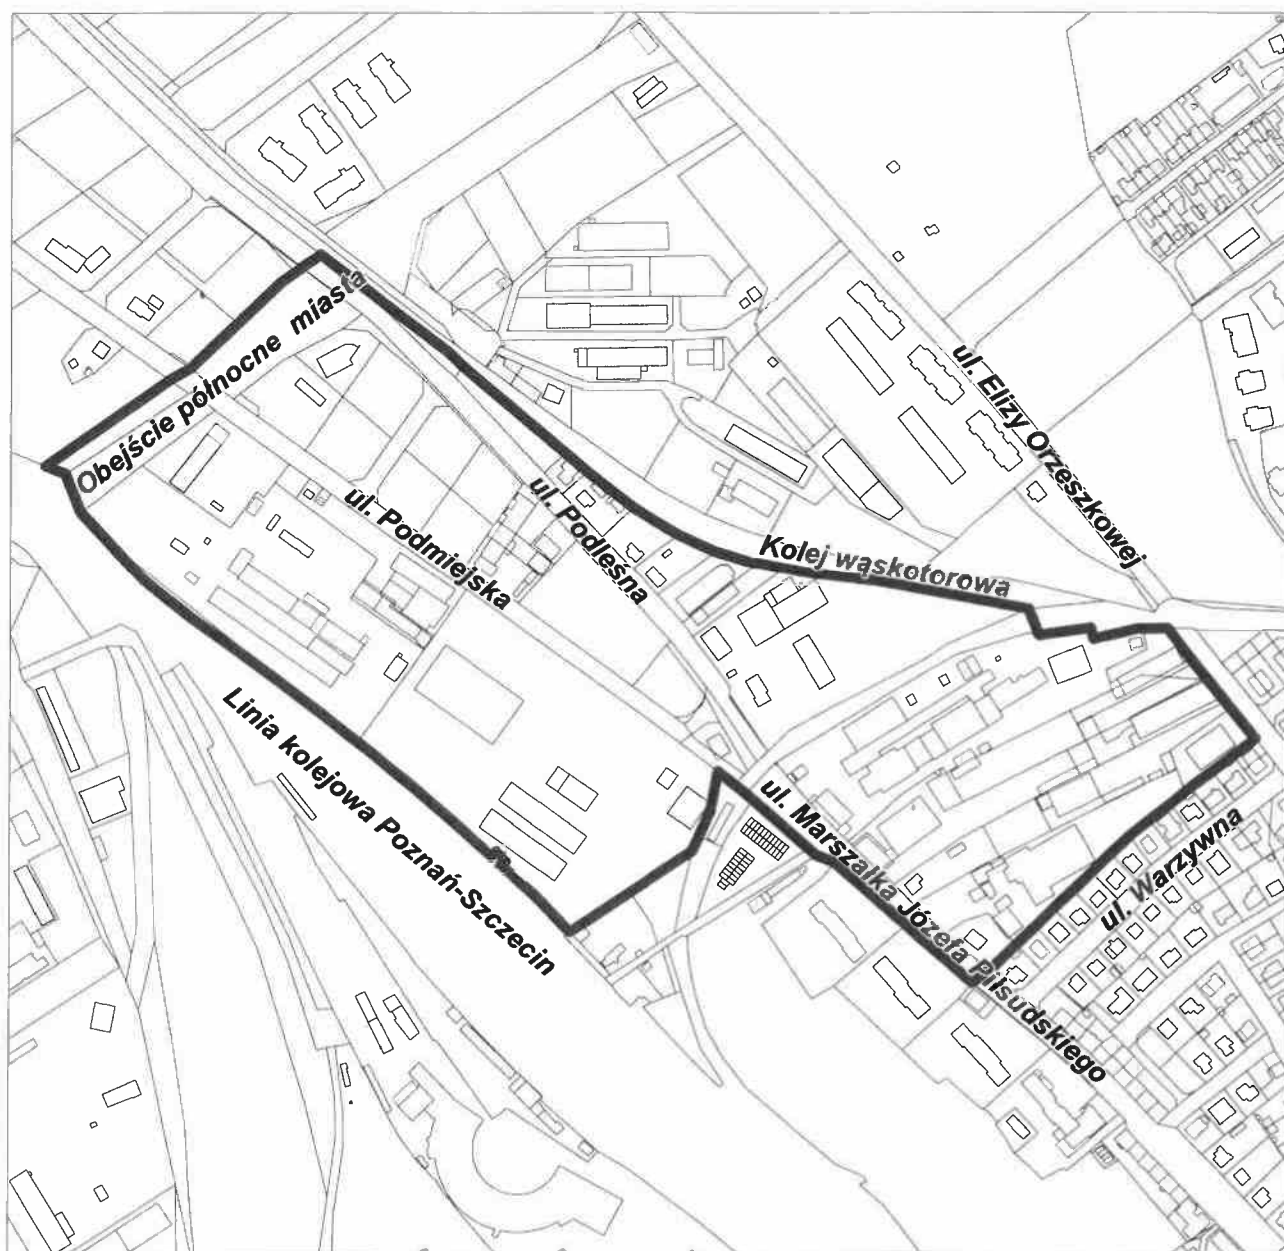 Obejście północne miasta
ul. Elizy Orzeszkowej
ul. Podmiejska
ul. Podleśna
Kolej wąskotorowa
Linia kolejowa Poznań-Szczecin
ul. Marszałka Józefa Piłsudskiego
ul. Warzywna